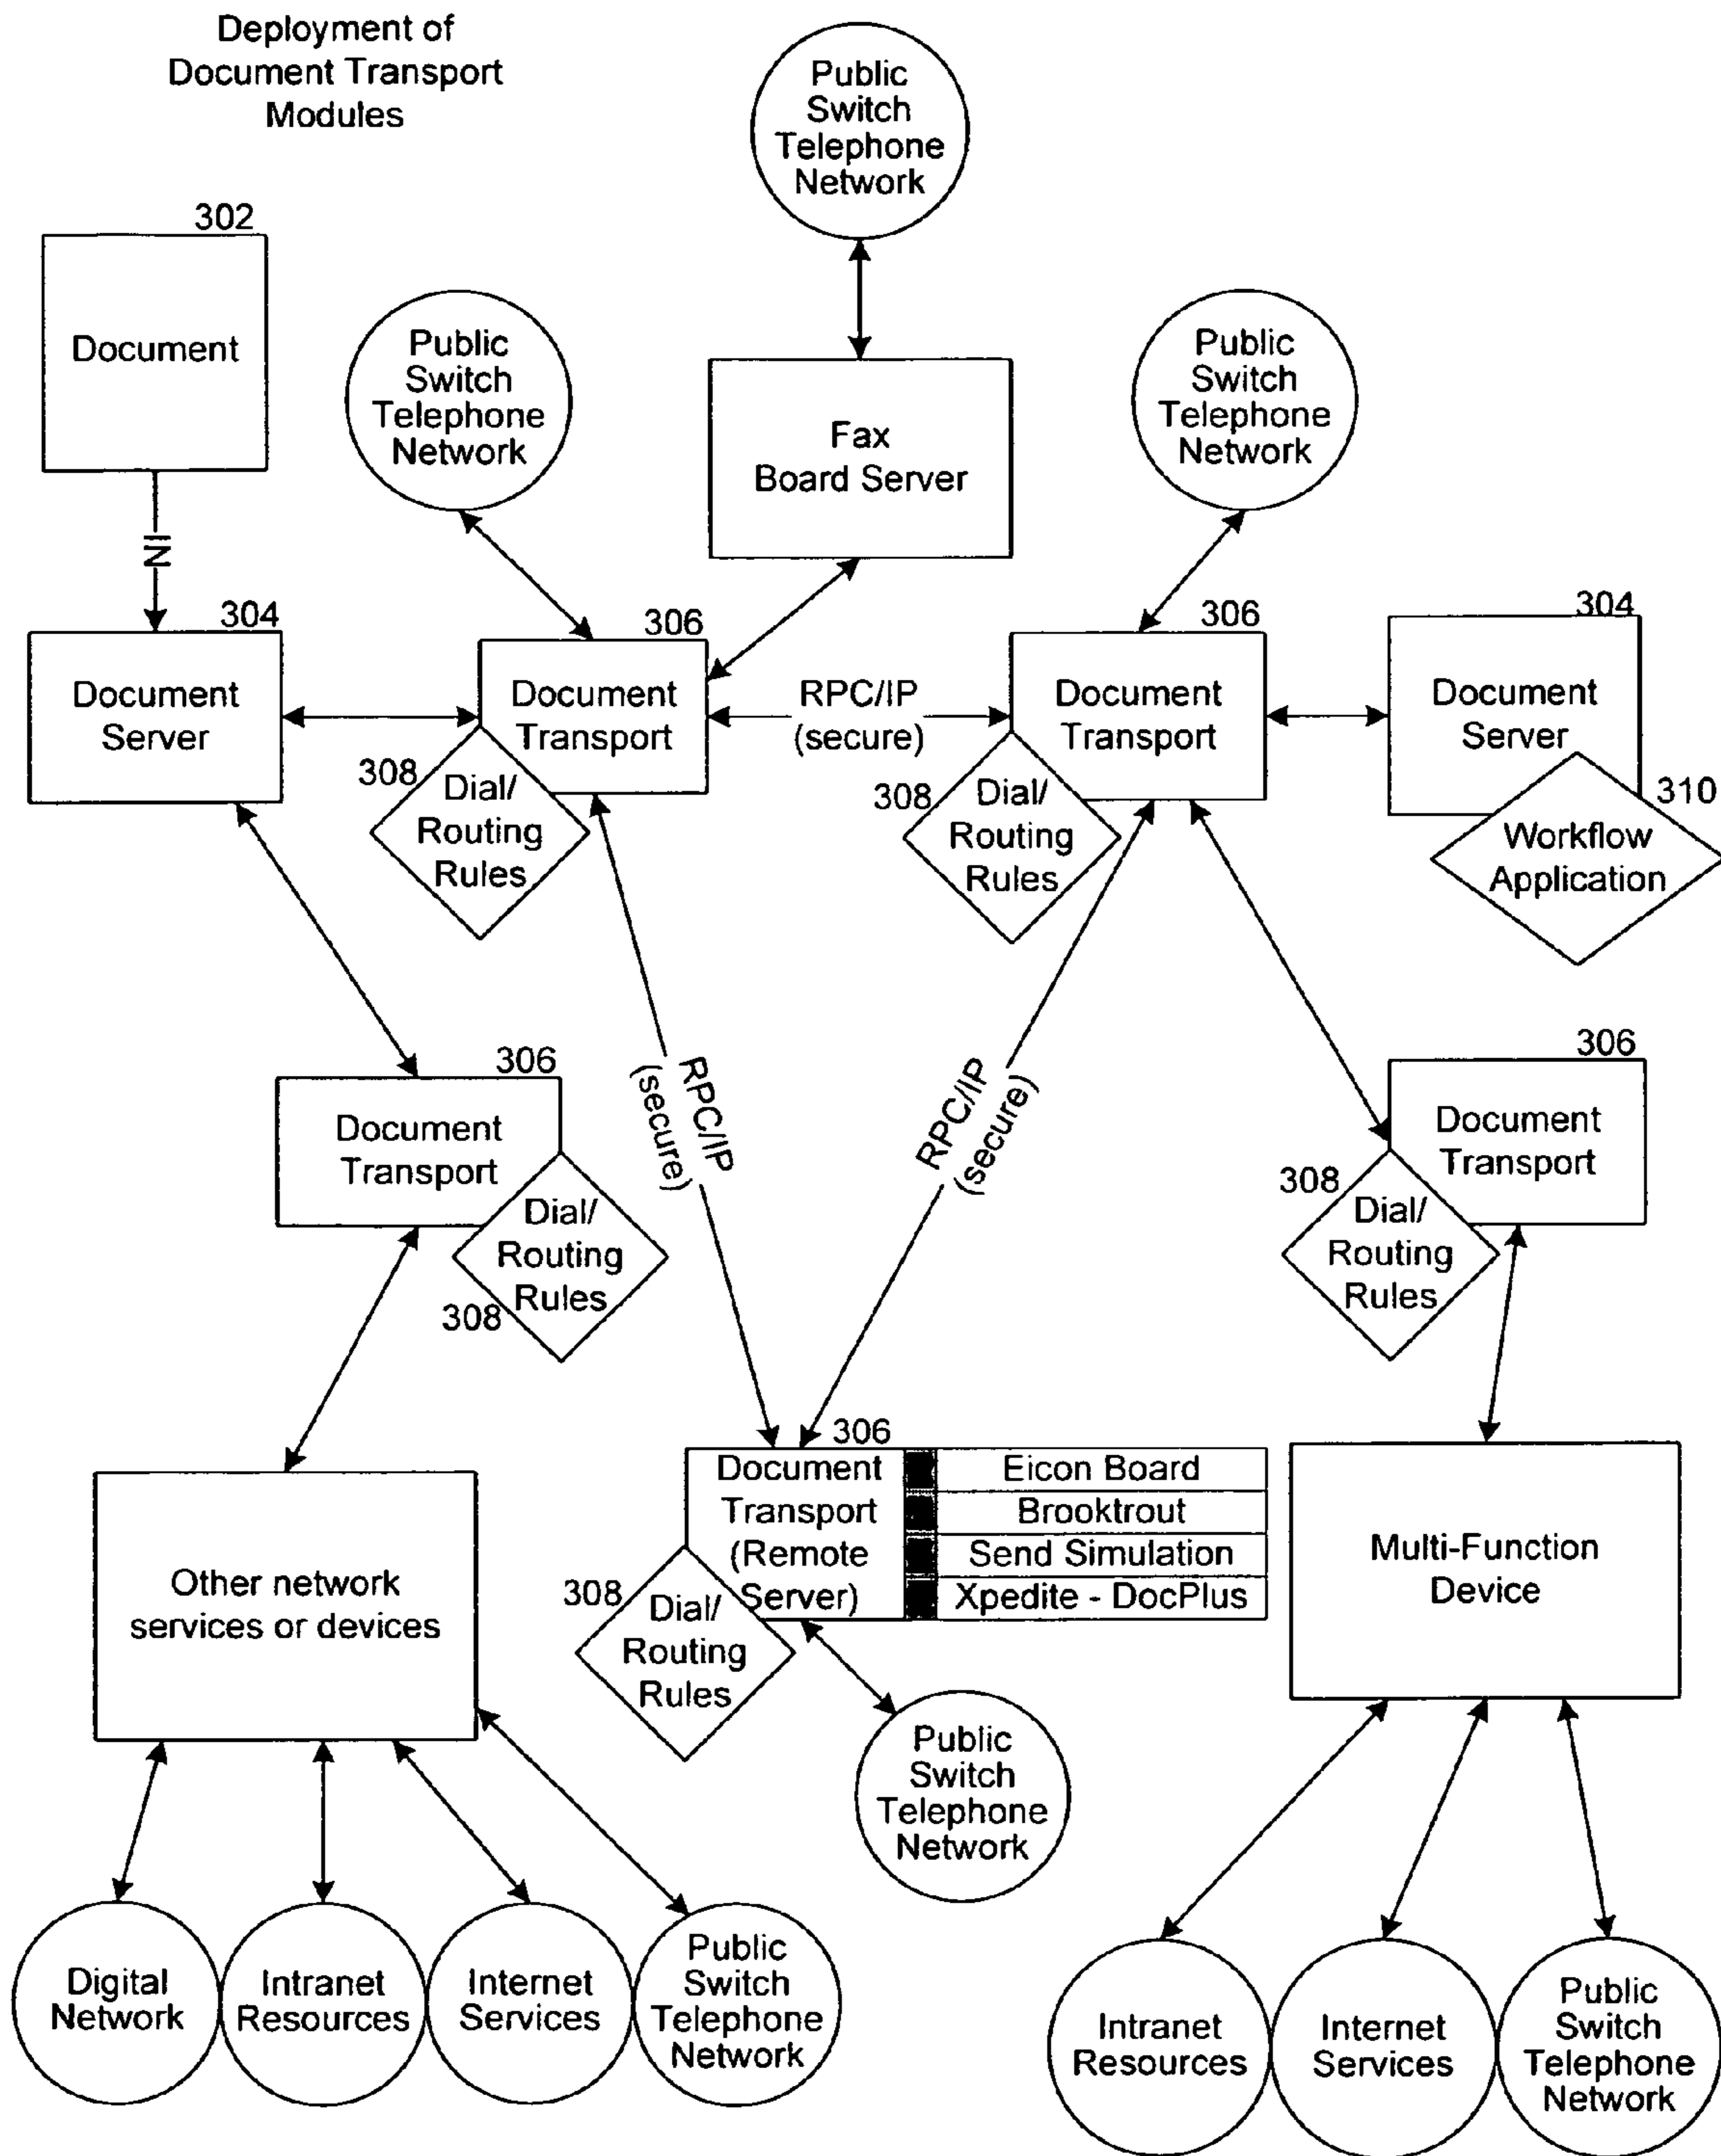 Deployment of
Document Transport
Modules
Public
Switch
Telephone
Network
302
Document
IN
Public
Switch
Telephone
Network
Fax
Board Server
Public
Switch
Telephone
Network
304
Document
Server
306
Document
Transport
308
Dial/
Routing
Rules
RPC/IP
(secure)
306
Document
Transport
308
Dial/
Routing
Rules
304
Document
Server
310
Workflow
Application
306
Document
Transport
Dial/
Routing
Rules
308
RPC/IP
(secure)
RPC/IP
(secure)
306
Document
Transport
308
Dial/
Routing
Rules
Other network
services or devices
306
Document
Transport
(Remote
Server)
Eicon Board
Brooktrout
Send Simulation
Xpedite - DocPlus
308
Dial/
Routing
Rules
Public
Switch
Telephone
Network
Multi-Function
Device
Digital
Network
Intranet
Resources
Internet
Services
Public
Switch
Telephone
Network
Intranet
Resources
Internet
Services
Public
Switch
Telephone
Network